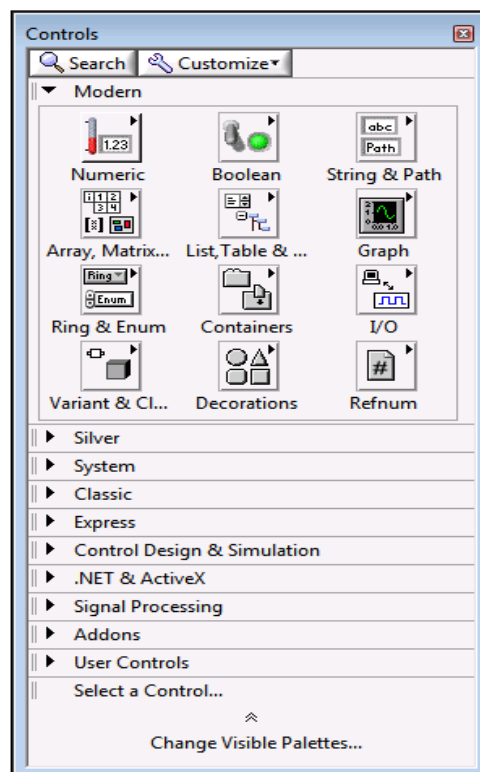 Controls
Search Customize
Modern
1.23 abc Path
Numeric Boolean String & Path
Array, Matrix... List, Table & ... Graph
Ring Enum
Ring & Enum Containers I/O
#
Variant & Cl... Decorations Refnum
Silver
System
Classic
Express
Control Design & Simulation
.NET & ActiveX
Signal Processing
Addons
User Controls
Select a Control...
Change Visible Palettes...